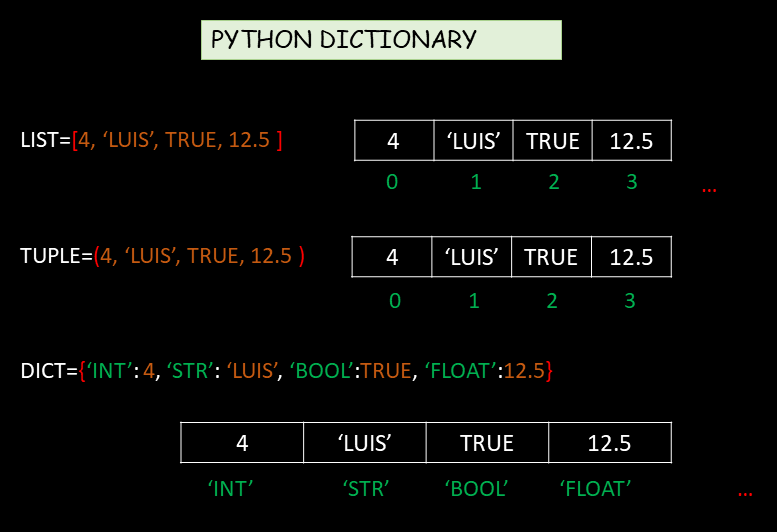 PYTHON DICTIONARY
LIST=[4, ‘LUIS’, TRUE, 12.5 ]
4 ‘LUIS’ TRUE 12.5
0 1 2 3 ...
TUPLE=(4, ‘LUIS’, TRUE, 12.5 )
4 ‘LUIS’ TRUE 12.5
0 1 2 3
DICT={‘INT’: 4, ‘STR’: ‘LUIS’, ‘BOOL’:TRUE, ‘FLOAT’:12.5}
4 ‘LUIS’ TRUE 12.5
‘INT’ ‘STR’ ‘BOOL’ ‘FLOAT’ ...